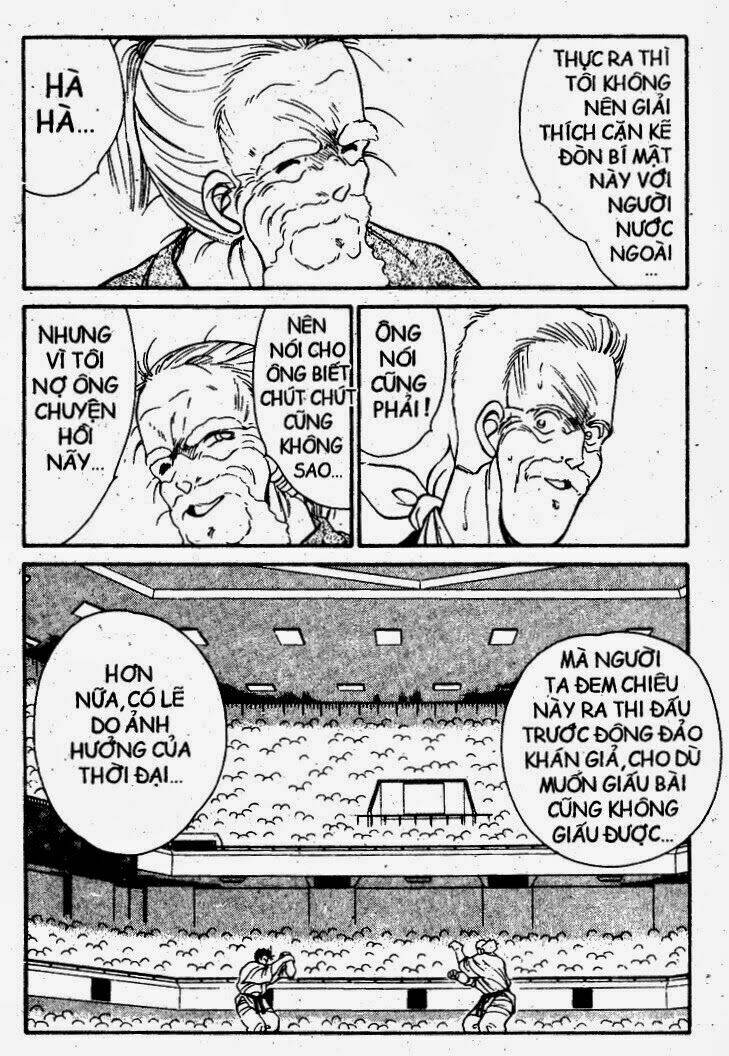 HÀ
HÀ...
THỰC RA THÌ
TÔI KHÔNG
NÊN GIẢI
THÍCH CẶN KẼ
ĐÒN BÍ MẬT
NÀY VỚI
NGƯỜI
NƯỚC
NGOÀI
...
NHƯNG
VÌ TÔI
NỢ ÔNG
CHUYỆN
HỒI
NÃY...
NÊN
NÓI CHO
ÔNG BIẾT
CHÚT CHÚT
CŨNG
KHÔNG
SAO...
ÔNG
NÓI
CŨNG
PHẢI!
HƠN
NỮA, CÓ LẼ
DO ẢNH
HƯỞNG CỦA
THỜI ĐẠI...
MÀ NGƯỜI
TA ĐEM CHIÊU
NÀY RA THI ĐẤU
TRƯỚC ĐÔNG ĐẢO
KHÁN GIẢ, CHO DÙ
MUỐN GIẤU BÀI
CŨNG KHÔNG
GIẤU ĐƯỢC...